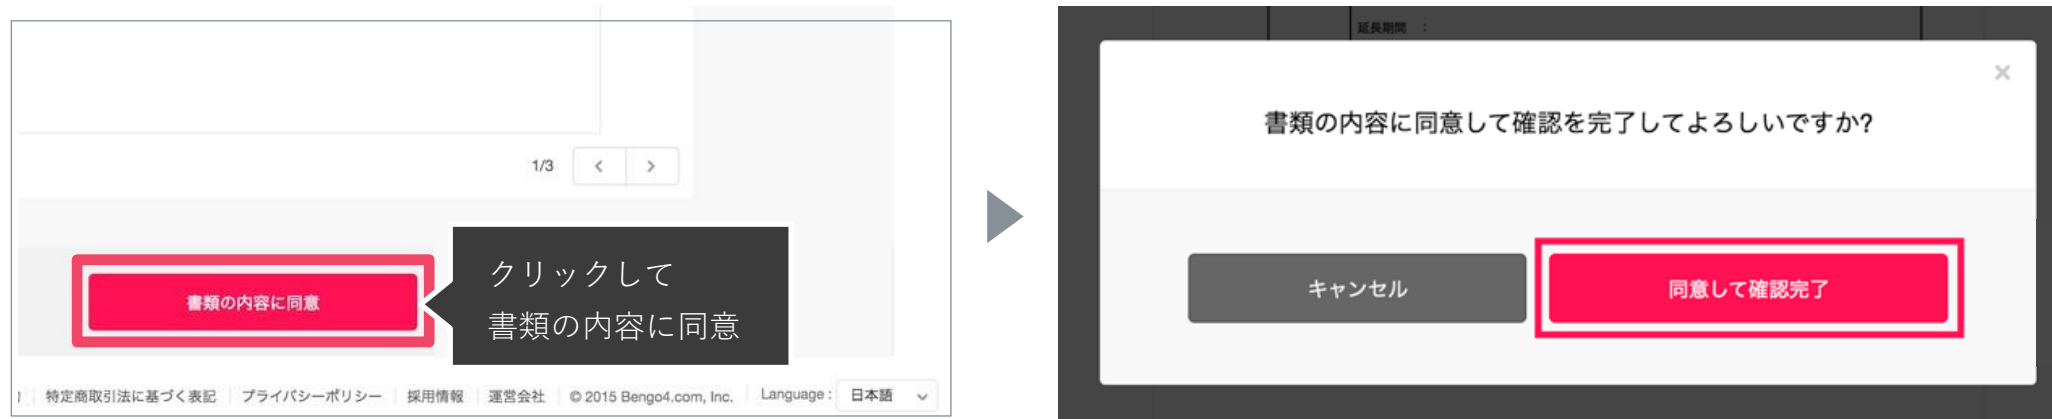 1/3
書類の内容に同意
クリックして
書類の内容に同意
特定商取引法に基づく表記 プライバシーポリシー 採用情報 運営会社 © 2015 Bengo4.com, Inc. Language : 日本語
延長期間 :
×
書類の内容に同意して確認を完了してよろしいですか?
キャンセル
同意して確認完了